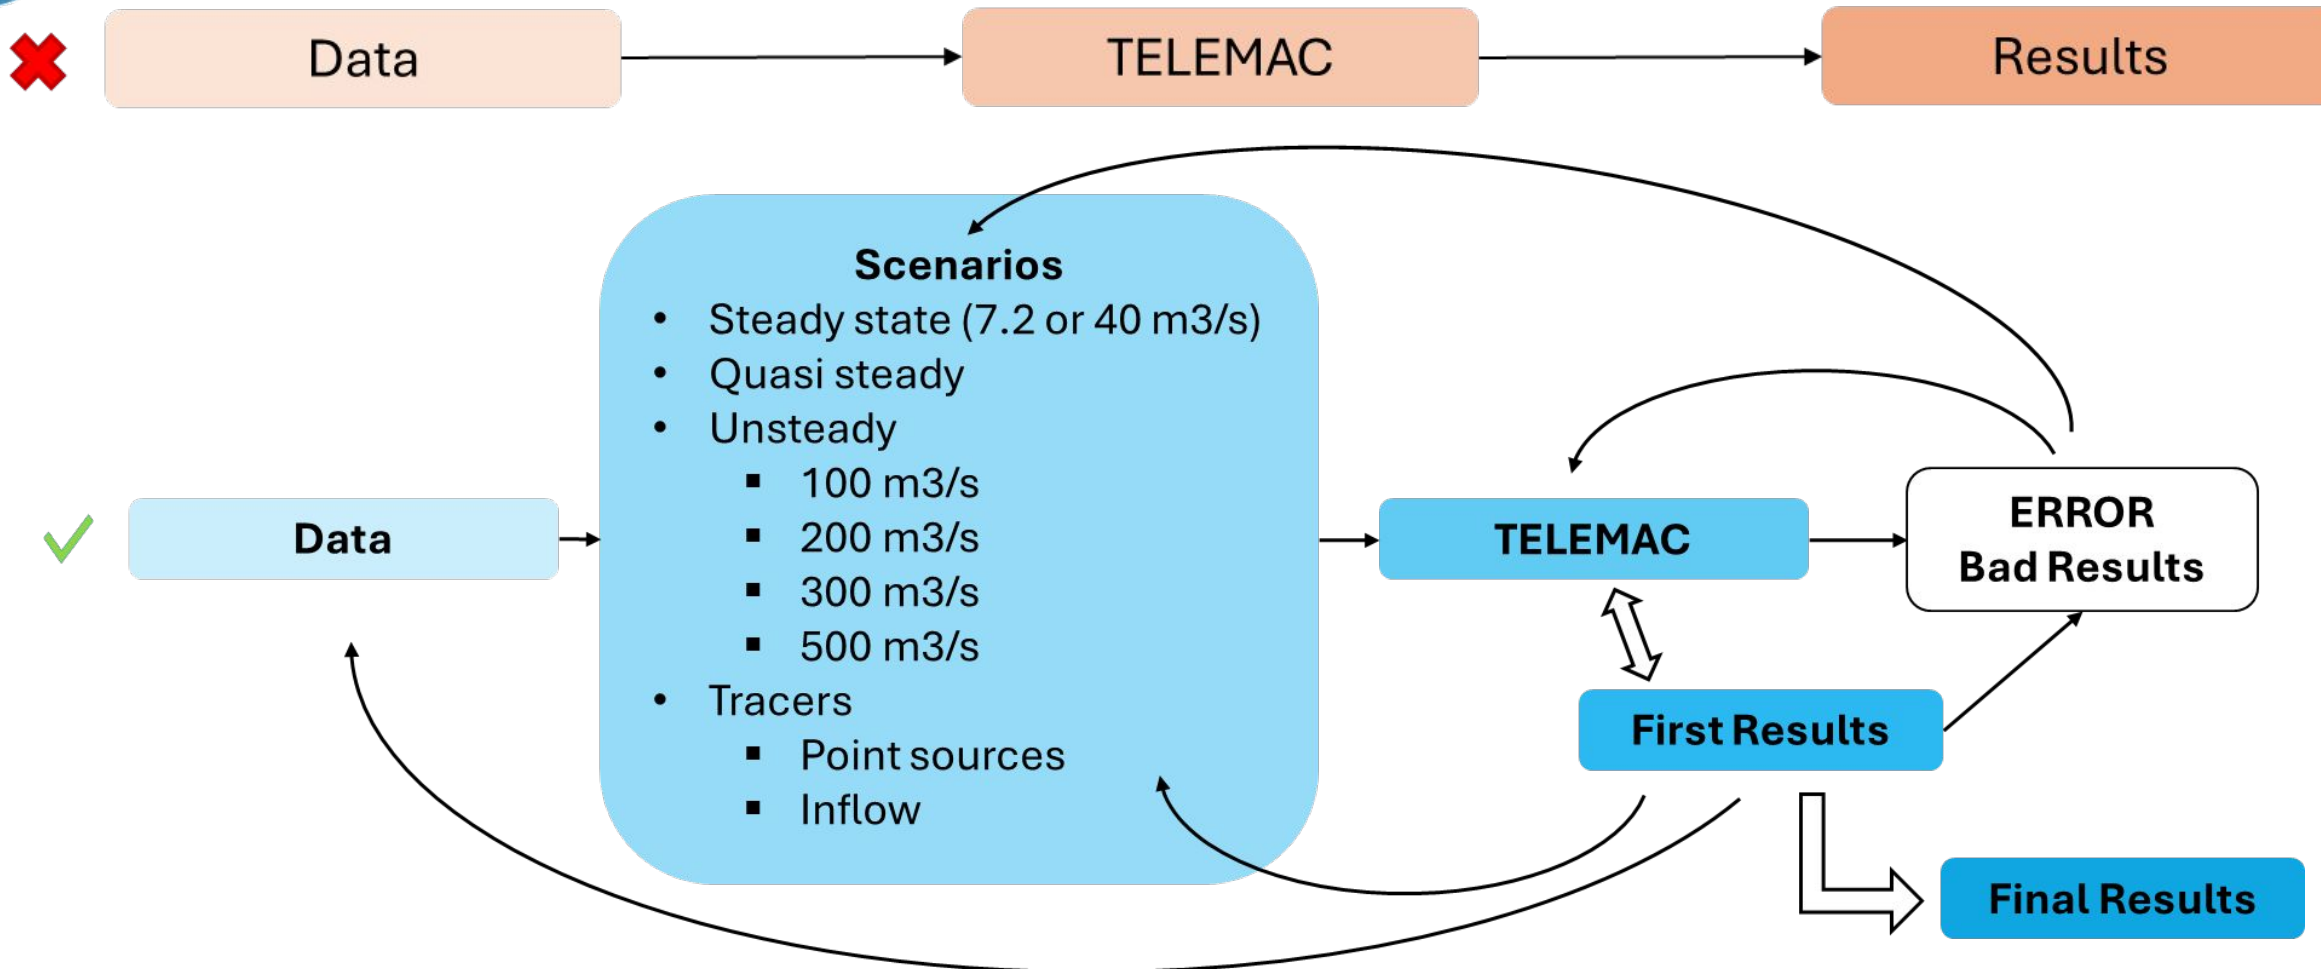 Data
TELEMAC
Results
Scenarios
• Steady state (7.2 or 40 m3/s)
• Quasi steady
• Unsteady
▪ 100 m3/s
▪ 200 m3/s
▪ 300 m3/s
▪ 500 m3/s
• Tracers
▪ Point sources
▪ Inflow
Data
TELEMAC
ERROR
Bad Results
First Results
Final Results